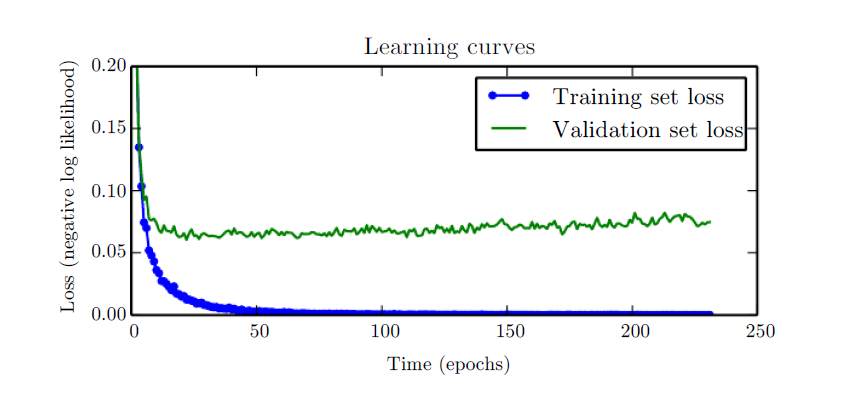 Learning curves
Loss (negative log likelihood)
0.20
0.15
0.10
0.05
0.00
Training set loss
Validation set loss
0 50 100 150 200 250
Time (epochs)